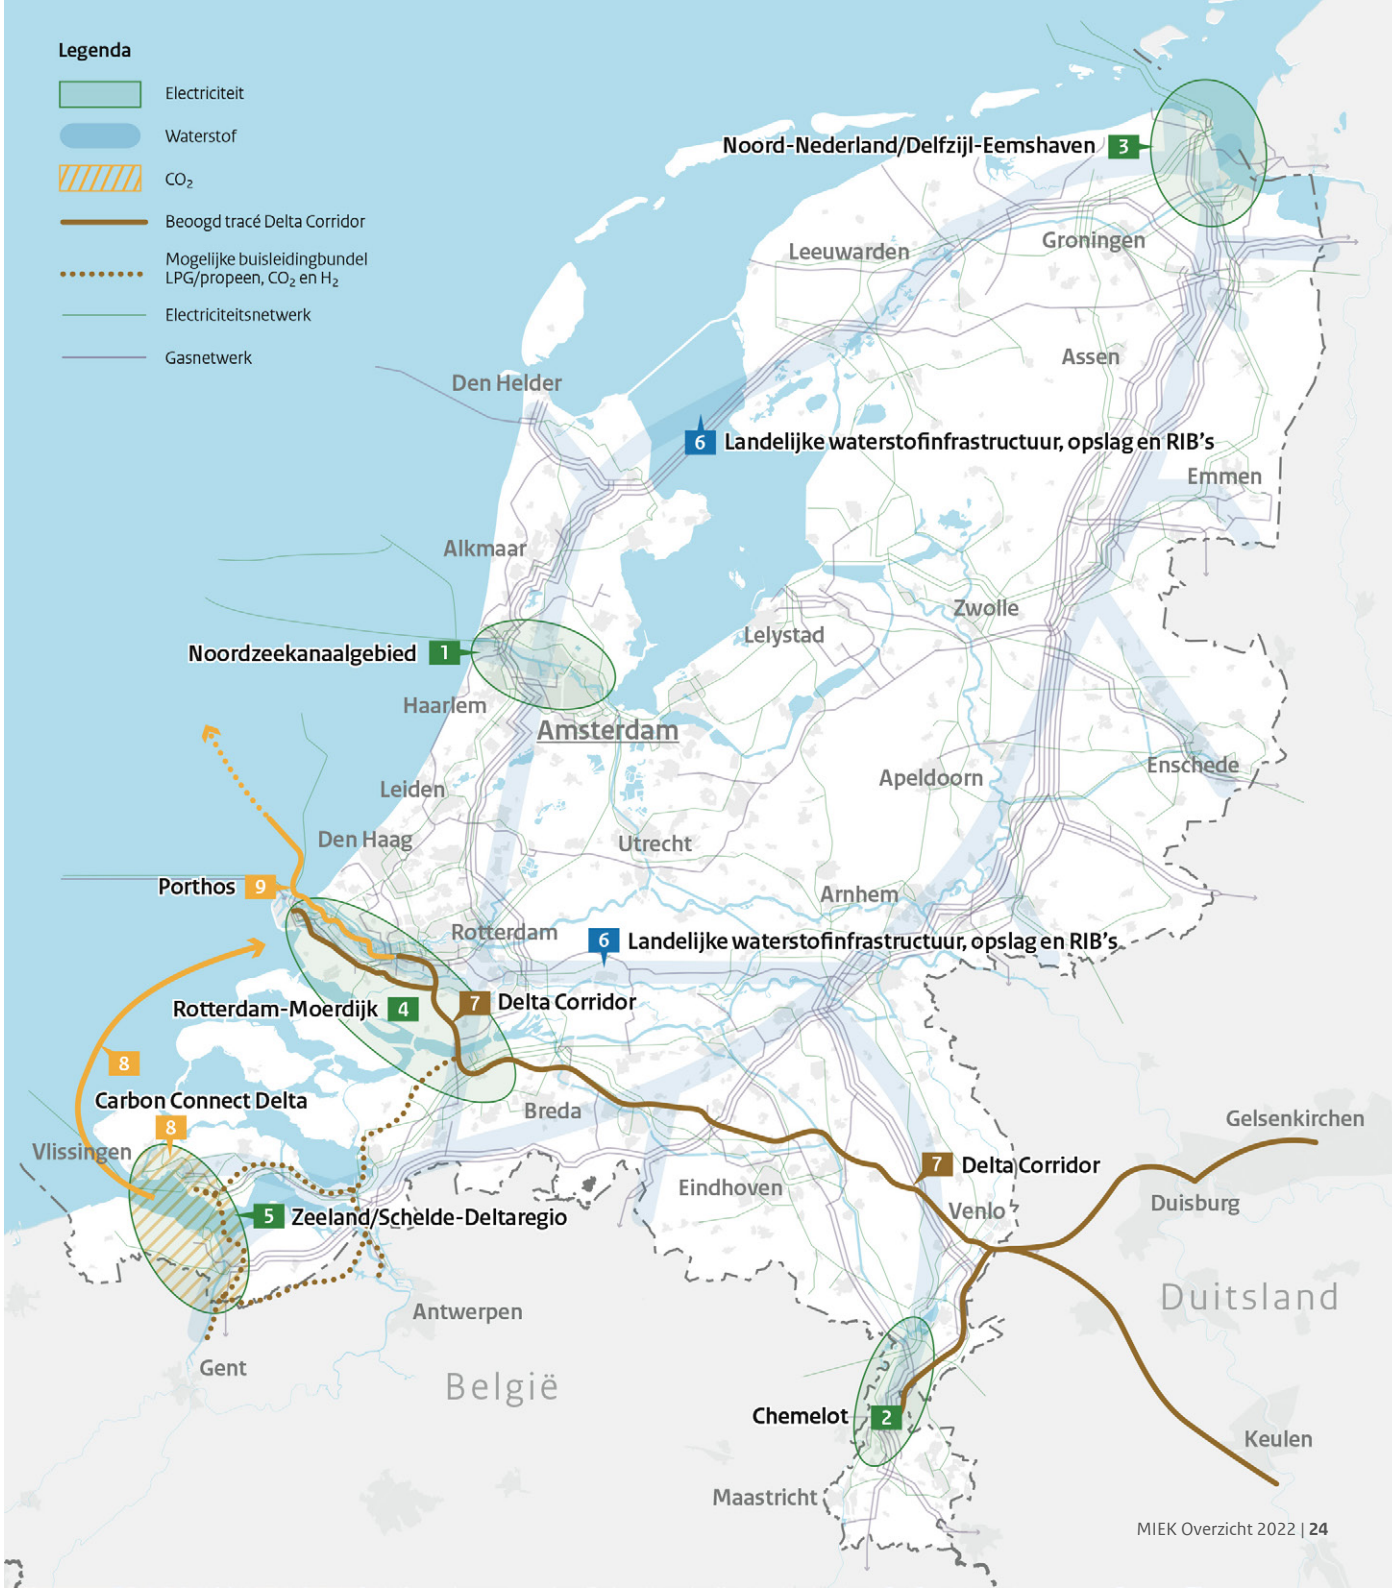 Legenda
Electriciteit
Waterstof
CO₂
Beoogd tracé Delta Corridor
Mogelijke buisleidingbundel
LPG/propeen, CO₂ en H₂
Electriciteitsnetwerk
Gasnetwerk
Noord-Nederland/Delfzijl-Eemshaven 3
Leeuwarden
Groningen
Assen
Den Helder
6 Landelijke waterstofinfrastructuur, opslag en RIB's
Emmen
Alkmaar
Zwolle
Lelystad
Noordzeekanaalgebied 1
Haarlem
Amsterdam
Enschede
Apeldoorn
Leiden
Den Haag
Utrecht
Porthos 9
Arnhem
Rotterdam
6 Landelijke waterstofinfrastructuur, opslag en RIB's
Rotterdam-Moerdijk 4
7 Delta Corridor
8
Carbon Connect Delta
8
Breda
Gelsenkirchen
Vlissingen
7 Delta Corridor
Eindhoven
Duisburg
Venlo
5 Zeeland/Schelde-Deltaregio
Duitsland
Antwerpen
Gent
België
Chemelot 2
Keulen
Maastricht
MIEK Overzicht 2022 | 24